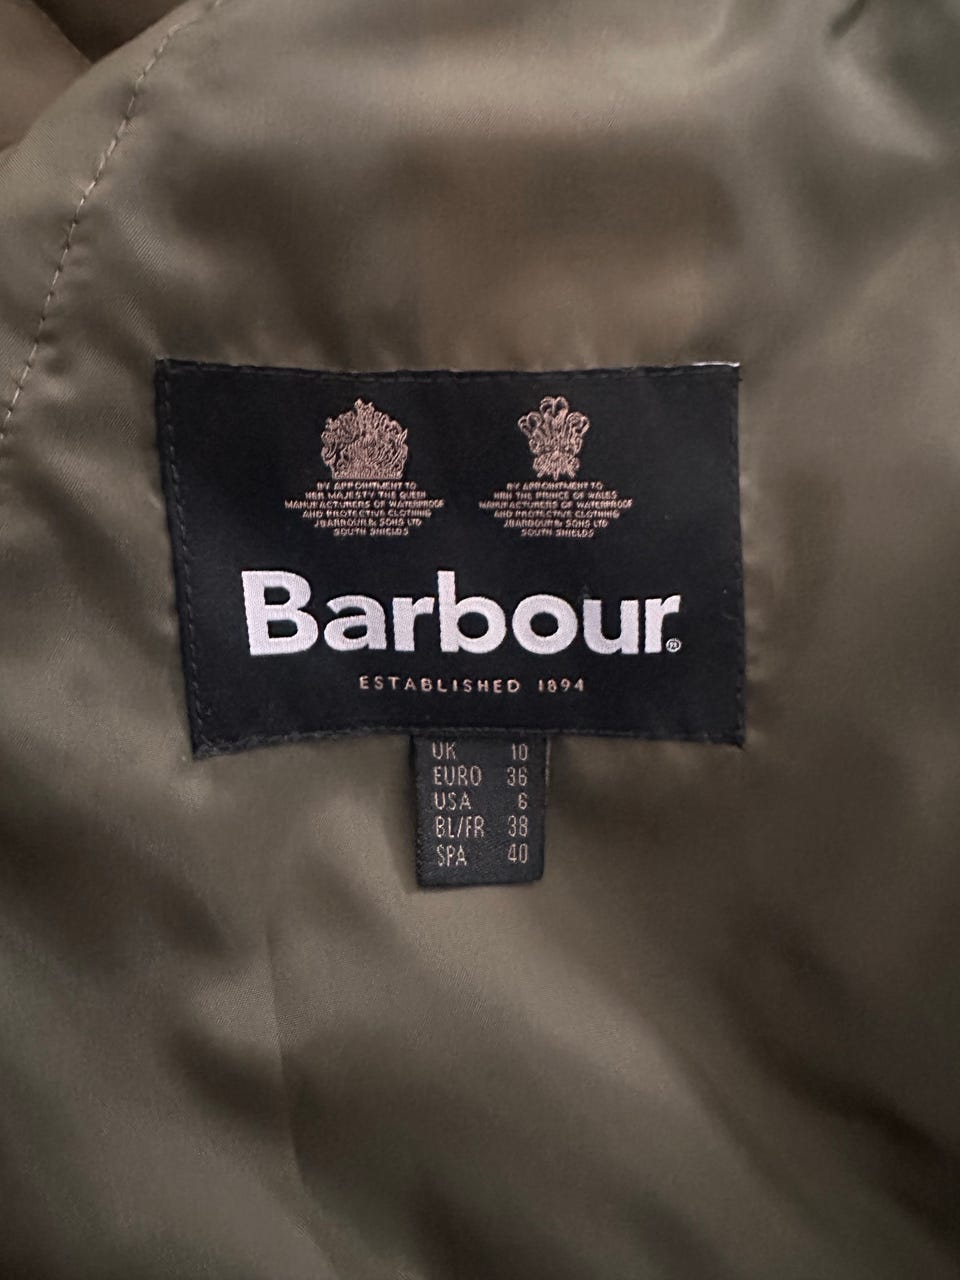 BY APPOINTMENT TO
HER MAJESTY THE QUEEN
MANUFACTURERS OF WATERPROOF
AND PROTECTIVE CLOTHING
J BARBOUR & SONS LTD
SOUTH SHIELDS
BY APPOINTMENT TO
HRH THE PRINCE OF WALES
MANUFACTURERS OF WATERPROOF
AND PROTECTIVE CLOTHING
J BARBOUR & SONS LTD
SOUTH SHIELDS
Barbour®
ESTABLISHED 1894
UK 10
EURO 36
USA 6
BL/FR 38
SPA 40